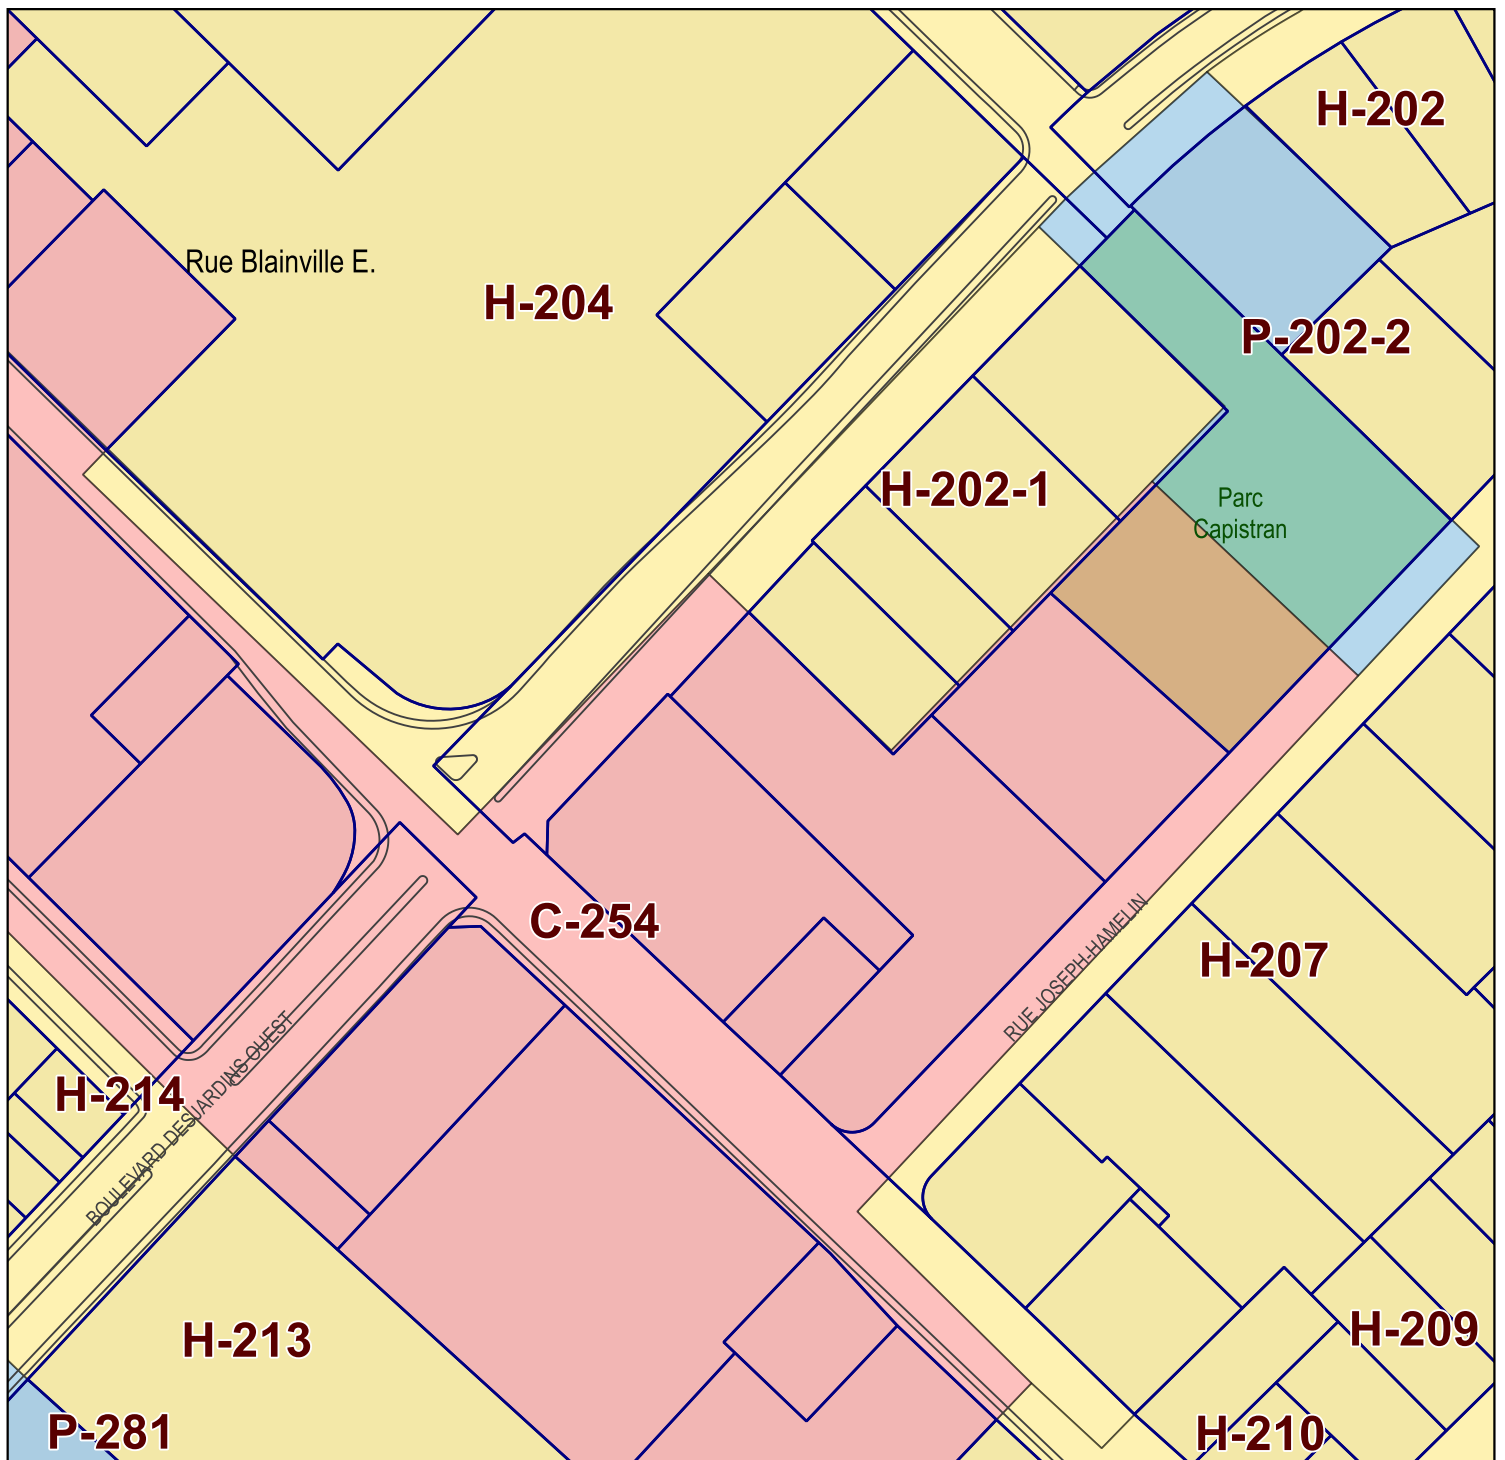 H-202
Rue Blainville E.
H-204
P-202-2
H-202-1
Parc
Capistran
C-254
RUE JOSEPH-HAMELIN
H-207
BOULEVARD DESJARDINS OUEST
H-214
H-213
H-209
P-281
H-210